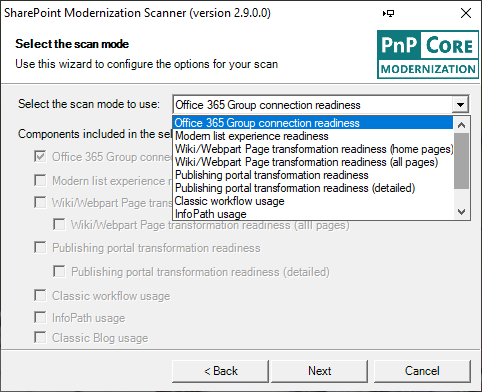 SharePoint Modernization Scanner (version 2.9.0.0)
Select the scan mode
Use this wizard to configure the options for your scan
PnP Core
MODERNIZATION
Select the scan mode to use: Office 365 Group connection readiness
Office 365 Group connection readiness
Modern list experience readiness
Wiki/Webpart Page transformation readiness (home pages)
Wiki/Webpart Page transformation readiness (all pages)
Publishing portal transformation readiness
Publishing portal transformation readiness (detailed)
Classic workflow usage
InfoPath usage
Components included in the sel
Office 365 Group connec
Modern list experience r
Wiki/Webpart Page trans
Wiki/Webpart Page transformation readiness (alll pages)
Publishing portal transformation readiness
Publishing portal transformation readiness (detailed)
Classic workflow usage
InfoPath usage
Classic Blog usage
< Back Next Cancel